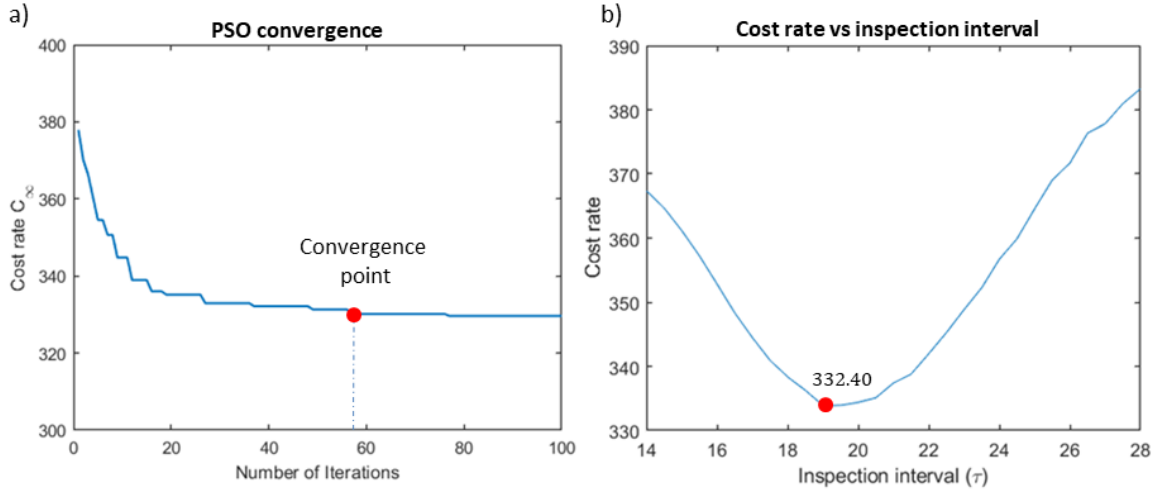 a)
PSO convergence
400
380
360
340
320
300
Cost rate C∞
Convergence
point
0
20
40
60
80
100
Number of Iterations
b)
Cost rate vs inspection interval
390
380
370
360
350
340
330
Cost rate
332.40
14
16
18
20
22
24
26
28
Inspection interval (τ)